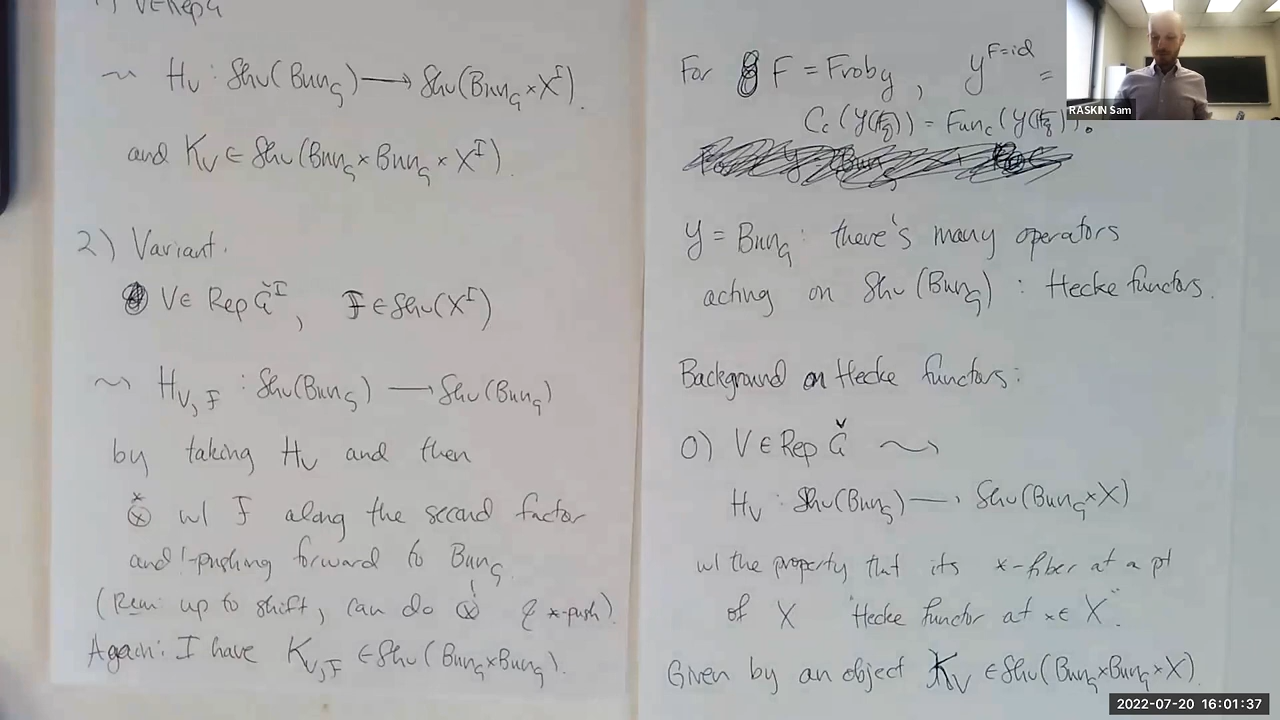 1) V∈Rep Ǧ
⇝ H_V : Shv(Bun_G) ⟶ Shv(Bun_G × X^I).
and K_V ∈ Shv(Bun_G × Bun_G × X^I).
2) Variant.
V ∈ Rep Ǧ^I, F ∈ Shv(X^I)
⇝ H_{V,F} : Shv(Bun_G) ⟶ Shv(Bun_G)
by taking H_V and then
⊗^* w/ F along the second factor
and !-pushing forward to Bun_G
(Rem: up to shift, can do ⊗^! & *-push).
Again: I have K_{V,F} ∈ Shv(Bun_G × Bun_G).
For F = Frob_Y, Y^{F=id} =
C_c(Y(F_q)) = Fun_c(Y(F_q)).
Y = Bun_G: there's many operators
acting on Shv(Bun_G) : Hecke functors.
Background on Hecke functors:
0) V ∈ Rep Ǧ ⇝
H_V : Shv(Bun_G) ⟶ Shv(Bun_G × X)
w/ the property that its *-fiber at a pt
of X "Hecke functor at x ∈ X".
Given by an object K_V ∈ Shv(Bun_G × Bun_G × X).
RASKIN Sam
2022-07-20 16:01:37